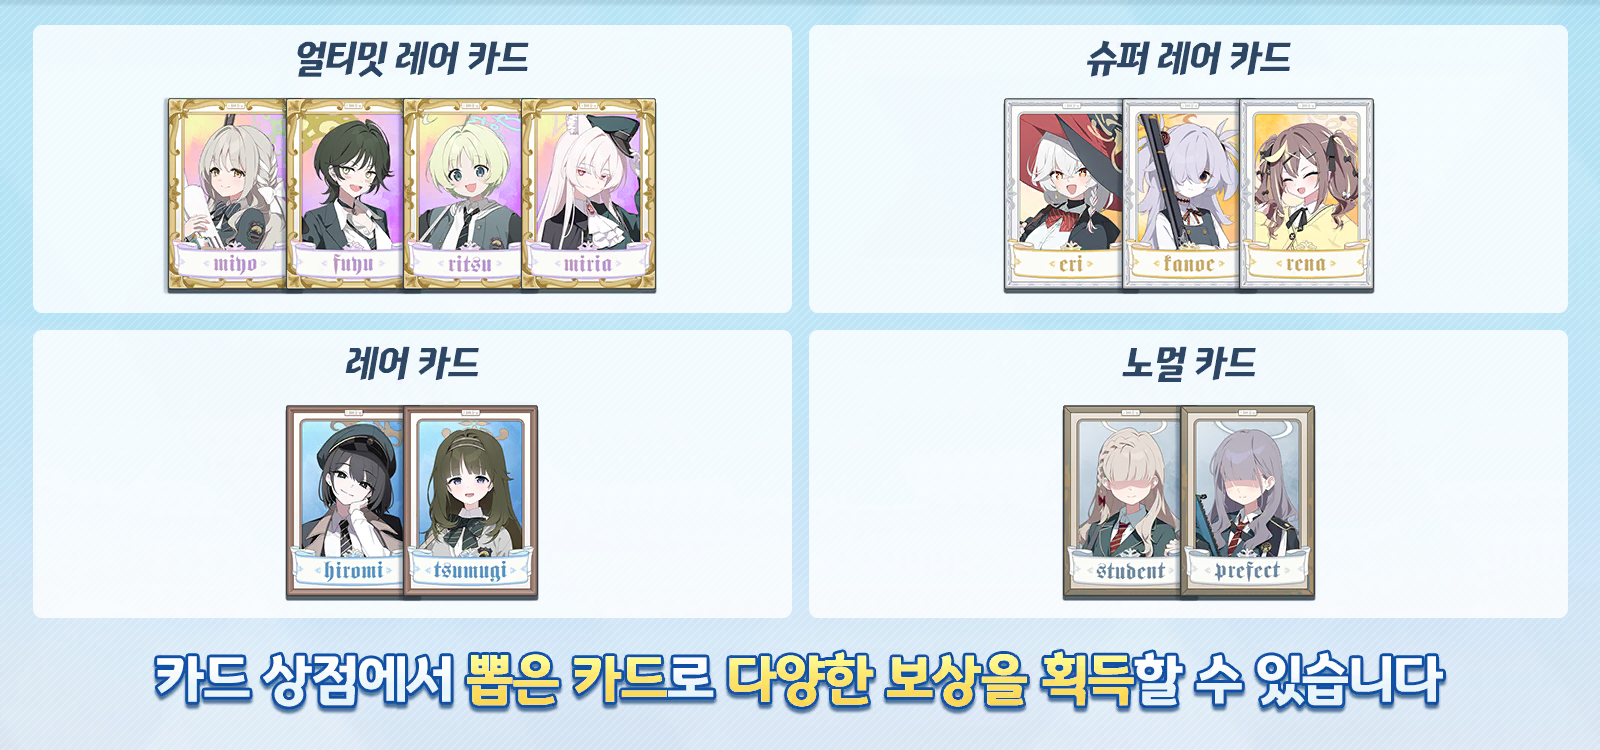 얼티밋 레어 카드
슈퍼 레어 카드
miyo
fuyu
ritsu
miria
eri
kanoe
rena
레어 카드
노멀 카드
hiromi
tsumugi
student
prefect
카드 상점에서 뽑은 카드로 다양한 보상을 획득할 수 있습니다